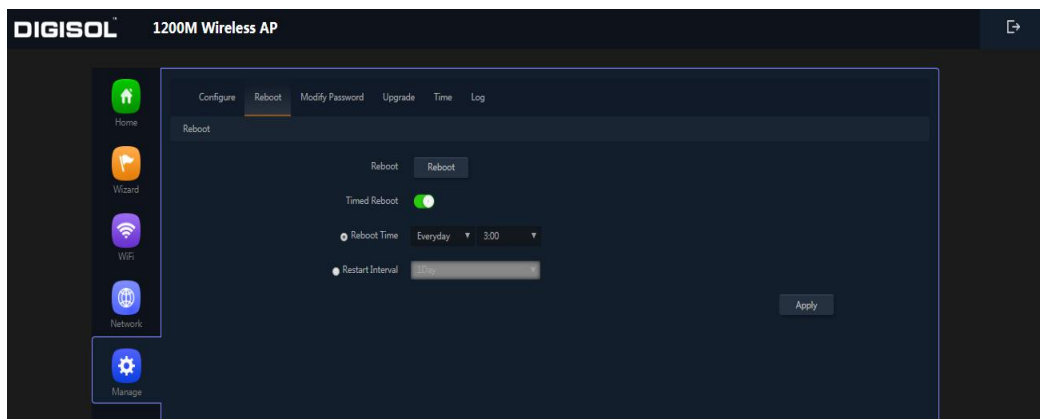 DIGISOL™ 1200M Wireless AP
Home
Wizard
WiFi
Network
Manage
Configure Reboot Modify Password Upgrade Time Log
Reboot
Reboot Reboot
Timed Reboot
Reboot Time Everyday 3:00
Restart Interval 1Day
Apply